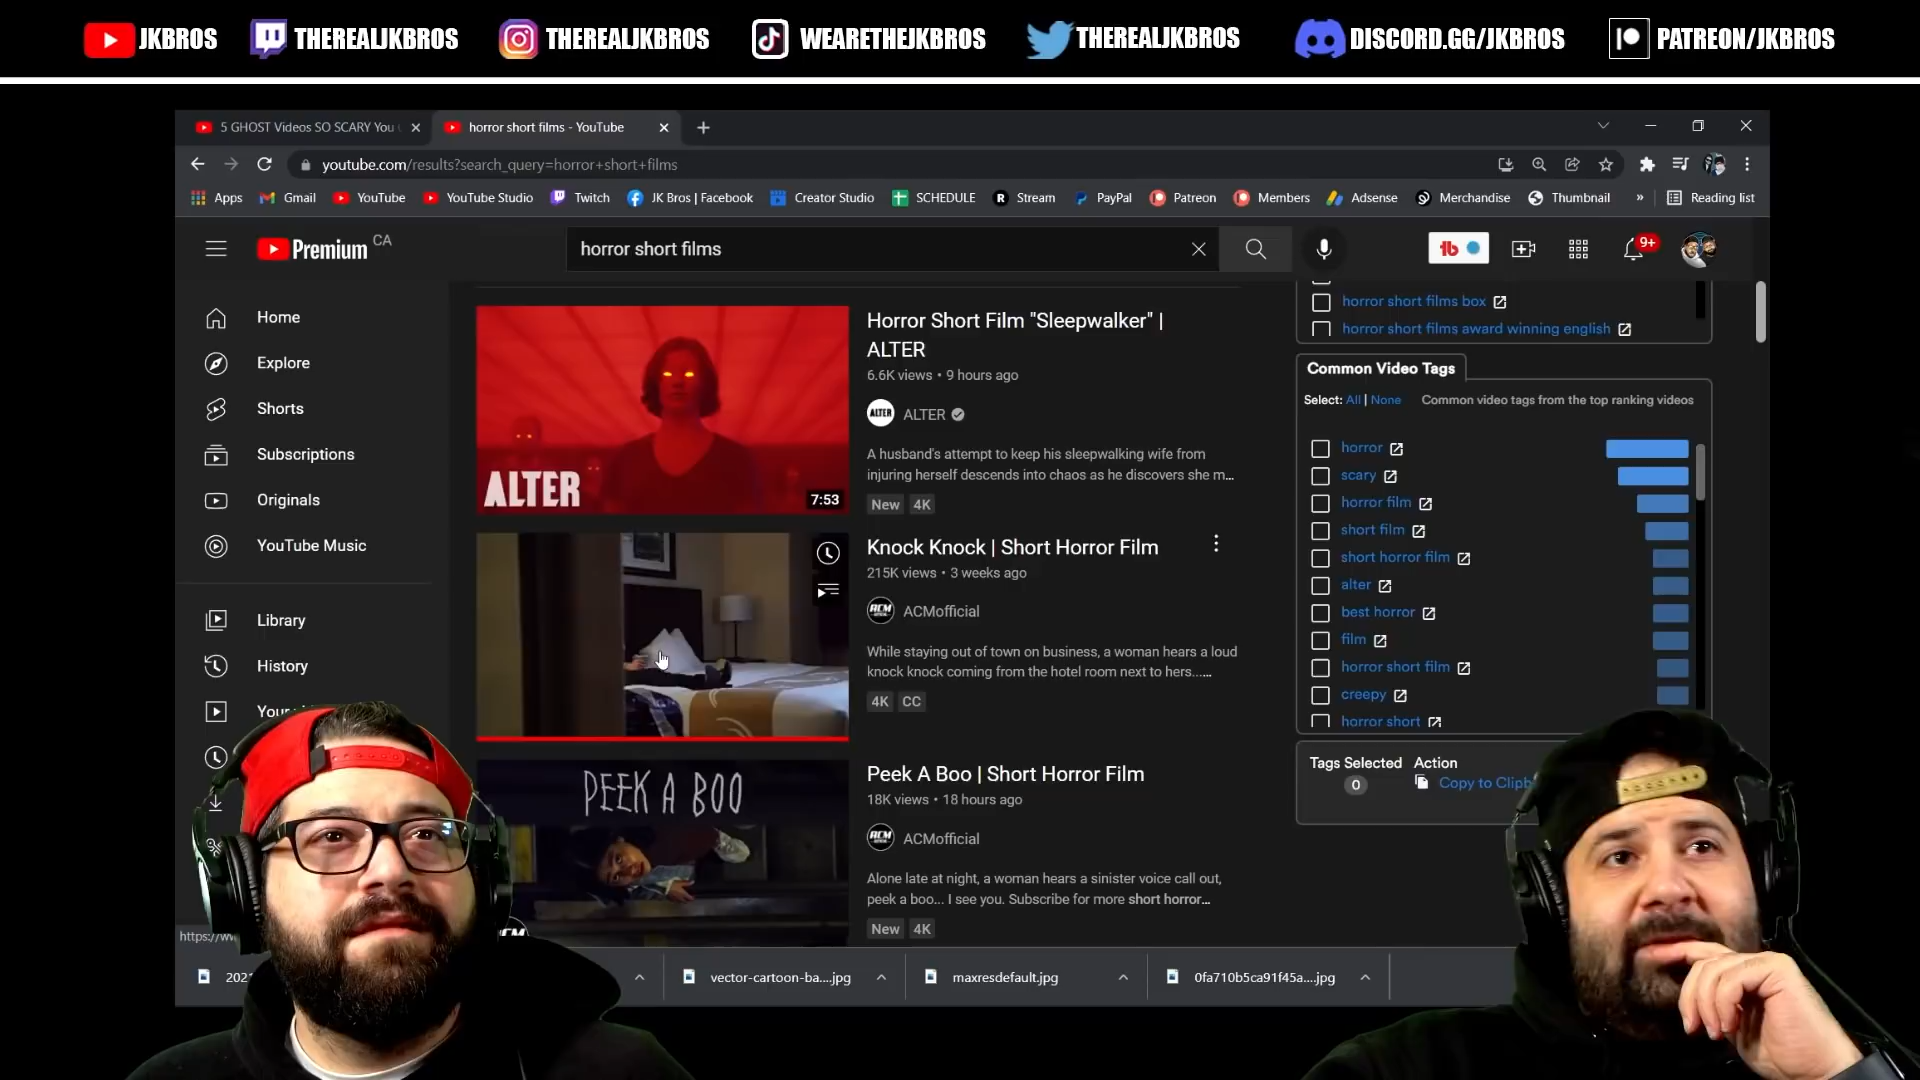 JKBROS THEREALJKBROS THEREALJKBROS WEARETHEJKBROS THEREALJKBROS DISCORD.GG/JKBROS PATREON/JKBROS
5 GHOST Videos SO SCARY You
horror short films - YouTube
youtube.com/results?search_query=horror+short+films
Apps Gmail YouTube YouTube Studio Twitch JK Bros | Facebook Creator Studio SCHEDULE Stream PayPal Patreon Members Adsense Merchandise Thumbnail » Reading list
Premium CA
horror short films
tb
9+
Home
Explore
Shorts
Subscriptions
Originals
YouTube Music
Library
History
ALTER
7:53
Horror Short Film "Sleepwalker" |
ALTER
6.6K views • 9 hours ago
ALTER
ALTER
A husband's attempt to keep his sleepwalking wife from
injuring herself descends into chaos as he discovers she m...
New 4K
Knock Knock | Short Horror Film
215K views • 3 weeks ago
ACM
ACMofficial
While staying out of town on business, a woman hears a loud
knock knock coming from the hotel room next to hers......
4K CC
PEEK A BOO
Peek A Boo | Short Horror Film
18K views • 18 hours ago
ACM
ACMofficial
Alone late at night, a woman hears a sinister voice call out,
peek a boo... I see you. Subscribe for more short horror...
New 4K
horror short films box
horror short films award winning english
Common Video Tags
Select: All | None Common video tags from the top ranking videos
horror
scary
horror film
short film
short horror film
alter
best horror
film
horror short film
creepy
horror short
Tags Selected
0
Action
Copy to Clipb
vector-cartoon-ba....jpg
maxresdefault.jpg
0fa710b5ca91f45a....jpg